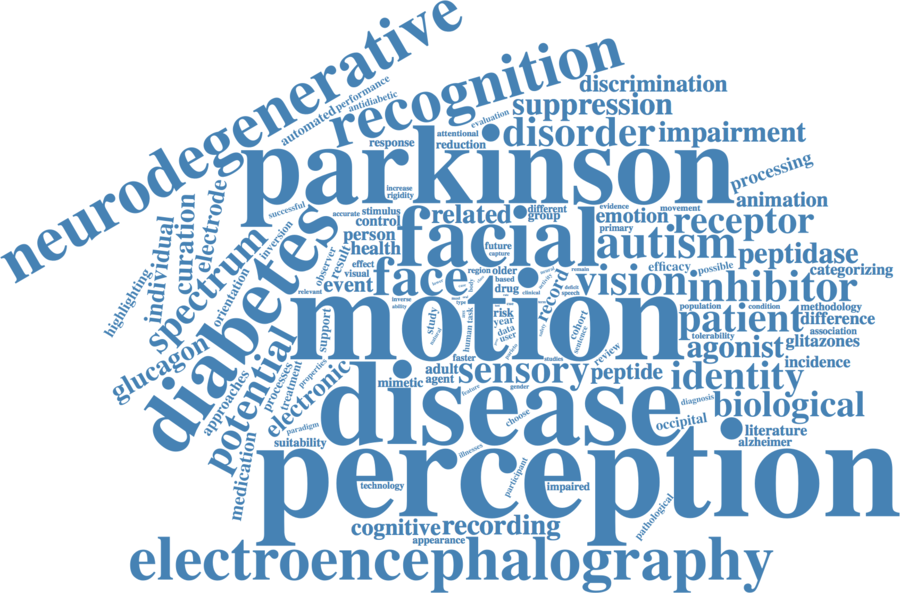 neurodegenerative
recognition
discrimination
suppression
automated
performance
antidiabetic
evaluation
attentional
response
reduction
disorder
impairment
parkinson
processing
increase
rigidity
animation
successful
accurate
stimulus
control
related
different
group
evidence
movement
emotion
primary
receptor
individual
curation
electrode
spectrum
inversion
person
health
facial
future
capture
autism
peptidase
highlighting
orientation
diabetes
observer
result
effect
visual
event
face
region
older
based
drug
clinical
record
remain
deficit
speech
vision
efficacy
possible
categorizing
inhibitor
relevant
inverse
ability
motion
population
condition
methodology
patient
difference
tolerability
association
glitazones
glucagon
potential
support
study
human
task
risk
year
data
user
cohort
sentence
review
agonist
incidence
approaches
processes
treatment
properties
electronic
faster
adult
agent
mimetic
sensory
studies
peptide
identity
feature
gender
disease
diagnosis
biological
paradigm
suitability
choose
occipital
literature
alzheimer
medication
illnesses
perception
technology
participant
impaired
pathological
cognitive
recording
appearance
electroencephalography